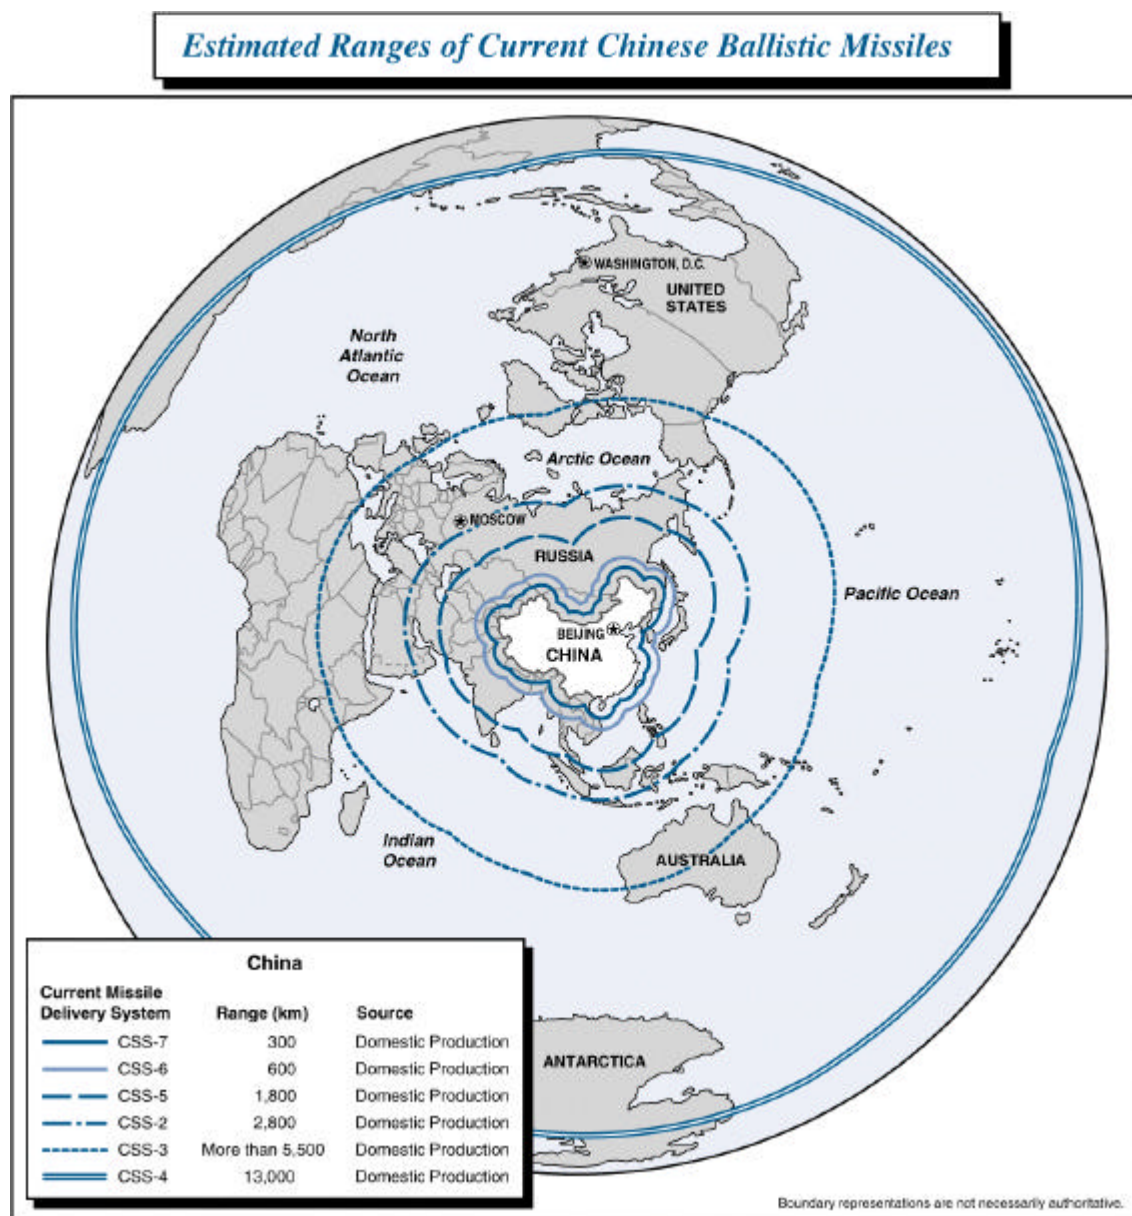 Estimated Ranges of Current Chinese Ballistic Missiles
WASHINGTON, D.C.
UNITED
STATES
North
Atlantic
Ocean
Arctic Ocean
MOSCOW
RUSSIA
Pacific Ocean
BEIJING
CHINA
Indian
Ocean
AUSTRALIA
ANTARCTICA
China
Current Missile
Delivery System Range (km) Source
CSS-7 300 Domestic Production
CSS-6 600 Domestic Production
CSS-5 1,800 Domestic Production
CSS-2 2,800 Domestic Production
CSS-3 More than 5,500 Domestic Production
CSS-4 13,000 Domestic Production
Boundary representations are not necessarily authoritative.